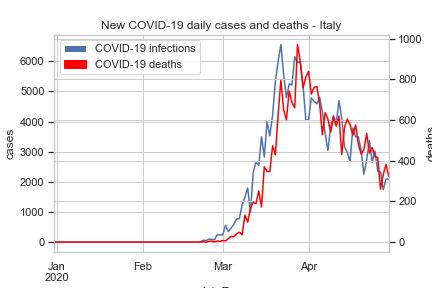 New COVID-19 daily cases and deaths - Italy
COVID-19 infections
COVID-19 deaths
cases
6000
5000
4000
3000
2000
1000
0
deaths
1000
800
600
400
200
0
Jan
2020
Feb
Mar
Apr